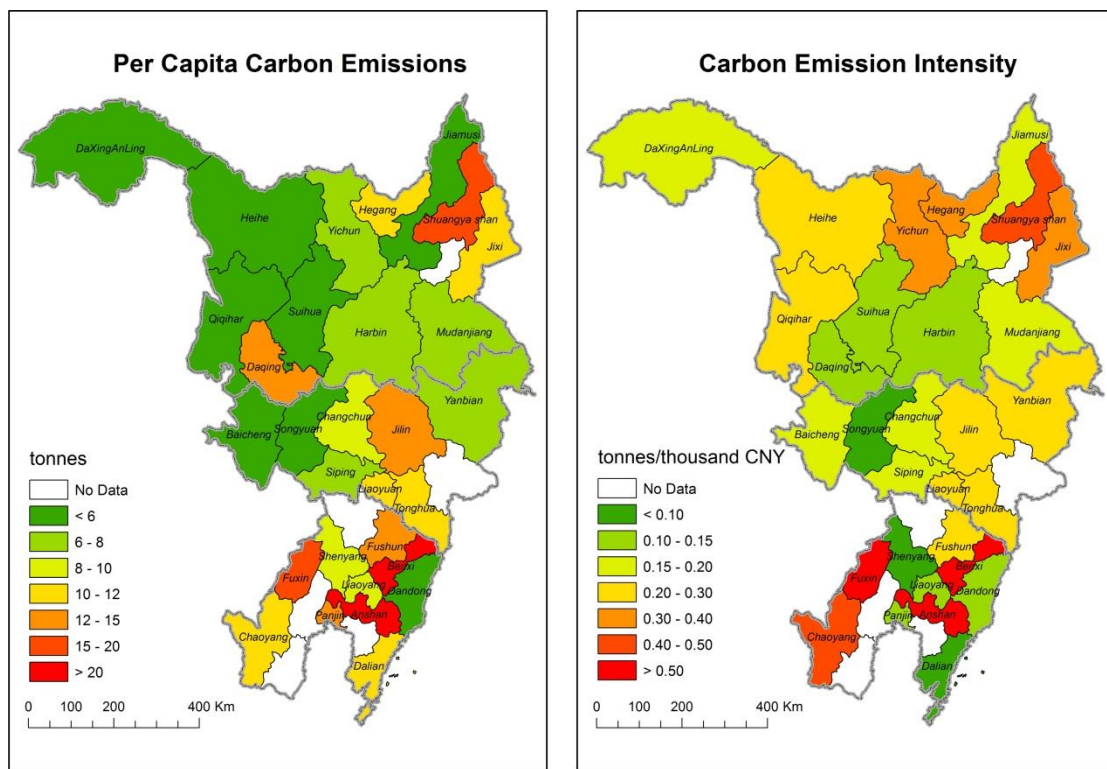 Per Capita Carbon Emissions
DaXingAnLing
Jiamusi
Heihe
Hegang
Yichun
Shuangya shan
Jixi
Qiqihar
Suihua
Harbin
Mudanjiang
Daqing
Yanbian
Changchun
Baicheng
Songyuan
Jilin
Siping
Liaoyuan
Tonghua
Fushun
Shenyang
Benxi
Fuxin
Liaoyang
Dandong
Panjin
Anshan
Chaoyang
Dalian
tonnes
No Data
< 6
6 - 8
8 - 10
10 - 12
12 - 15
15 - 20
> 20
0 100 200 400 Km
Carbon Emission Intensity
DaXingAnLing
Jiamusi
Heihe
Hegang
Yichun
Shuangya shan
Jixi
Qiqihar
Suihua
Harbin
Mudanjiang
Daqing
Yanbian
Changchun
Baicheng
Songyuan
Jilin
Siping
Liaoyuan
Tonghua
Fushun
Shenyang
Benxi
Fuxin
Liaoyang
Dandong
Panjin
Anshan
Chaoyang
Dalian
tonnes/thousand CNY
No Data
< 0.10
0.10 - 0.15
0.15 - 0.20
0.20 - 0.30
0.30 - 0.40
0.40 - 0.50
> 0.50
0 100 200 400 Km